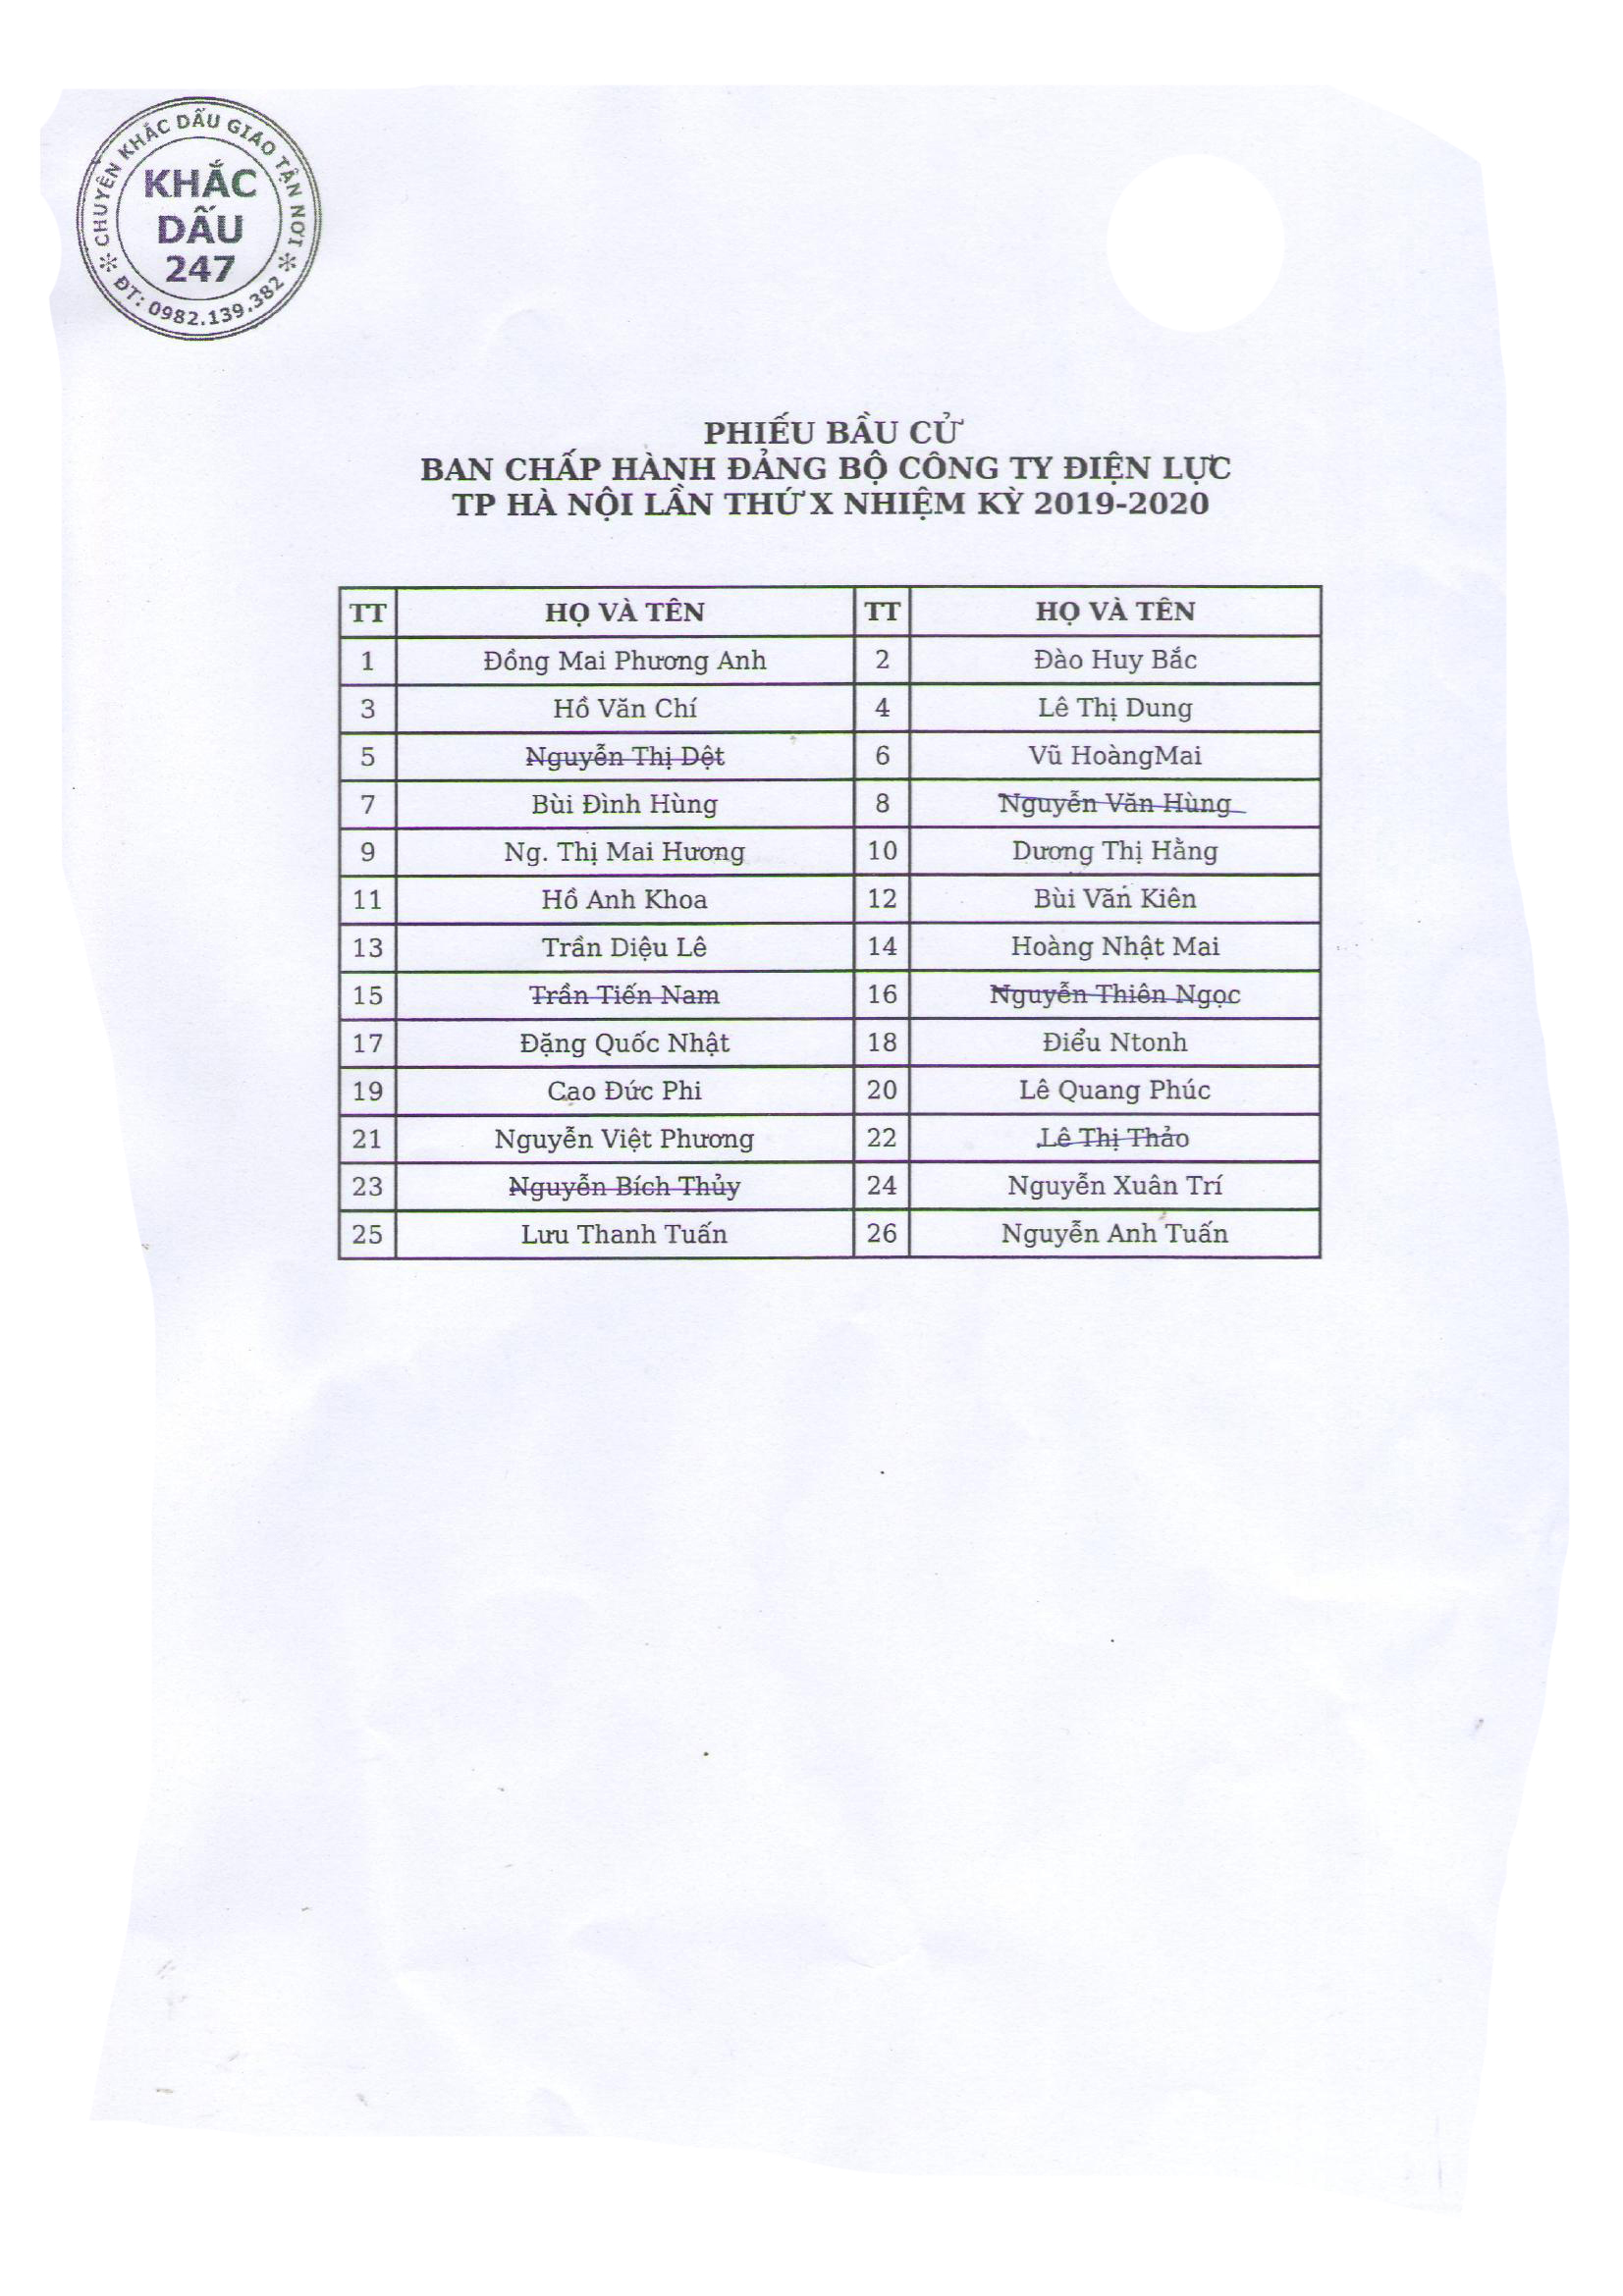 CHUYÊN KHẮC DẤU GIAO TẬN NƠI
KHẮC
DẤU
247
ĐT: 0982.139.382
PHIẾU BẦU CỬ
BAN CHẤP HÀNH ĐẢNG BỘ CÔNG TY ĐIỆN LỰC
TP HÀ NỘI LẦN THỨ X NHIỆM KỲ 2019-2020
TT HỌ VÀ TÊN TT HỌ VÀ TÊN
1 Đồng Mai Phương Anh 2 Đào Huy Bắc
3 Hồ Văn Chí 4 Lê Thị Dung
5 Nguyễn Thị Dệt 6 Vũ HoàngMai
7 Bùi Đình Hùng 8 Nguyễn Văn Hùng
9 Ng. Thị Mai Hương 10 Dương Thị Hằng
11 Hồ Anh Khoa 12 Bùi Văn Kiên
13 Trần Diệu Lê 14 Hoàng Nhật Mai
15 Trần Tiến Nam 16 Nguyễn Thiên Ngọc
17 Đặng Quốc Nhật 18 Điểu Ntonh
19 Cao Đức Phi 20 Lê Quang Phúc
21 Nguyễn Việt Phương 22 Lê Thị Thảo
23 Nguyễn Bích Thủy 24 Nguyễn Xuân Trí
25 Lưu Thanh Tuấn 26 Nguyễn Anh Tuấn